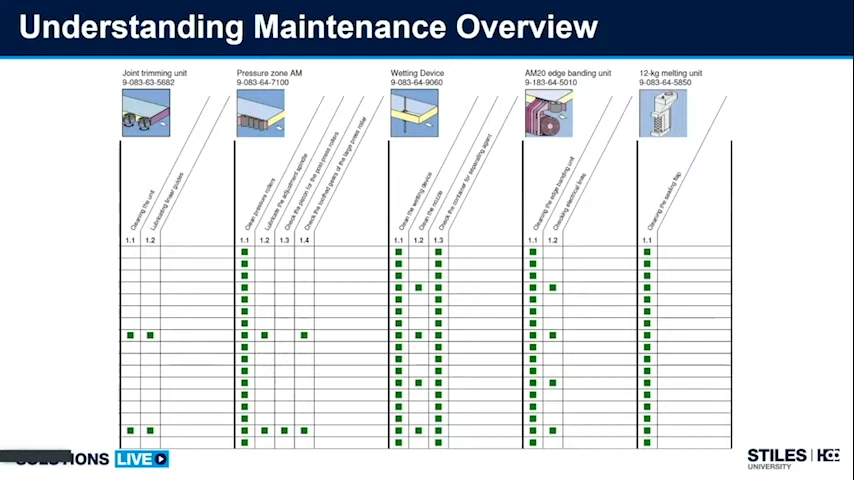 Understanding Maintenance Overview
Joint trimming unit
9-083-63-5682
Pressure zone AM
9-083-64-7100
Wetting Device
9-083-64-9060
AM20 edge banding unit
9-183-64-5010
12-kg melting unit
9-083-64-5850
Cleaning the unit
Lubricating linear guides
Clean pressure rollers
Lubricate the adjustment spindle
Check the piston for the post-press rollers
Check the toothed gears of the large press roller
Clean the wetting device
Clean the nozzle
Check the container for separating agent
Cleaning the edge banding unit
Checking electrical lines
Cleaning the sealing flap
1.1 1.2 1.1 1.2 1.3 1.4 1.1 1.2 1.3 1.1 1.2 1.1
SOLUTIONS LIVE
STILES
UNIVERSITY